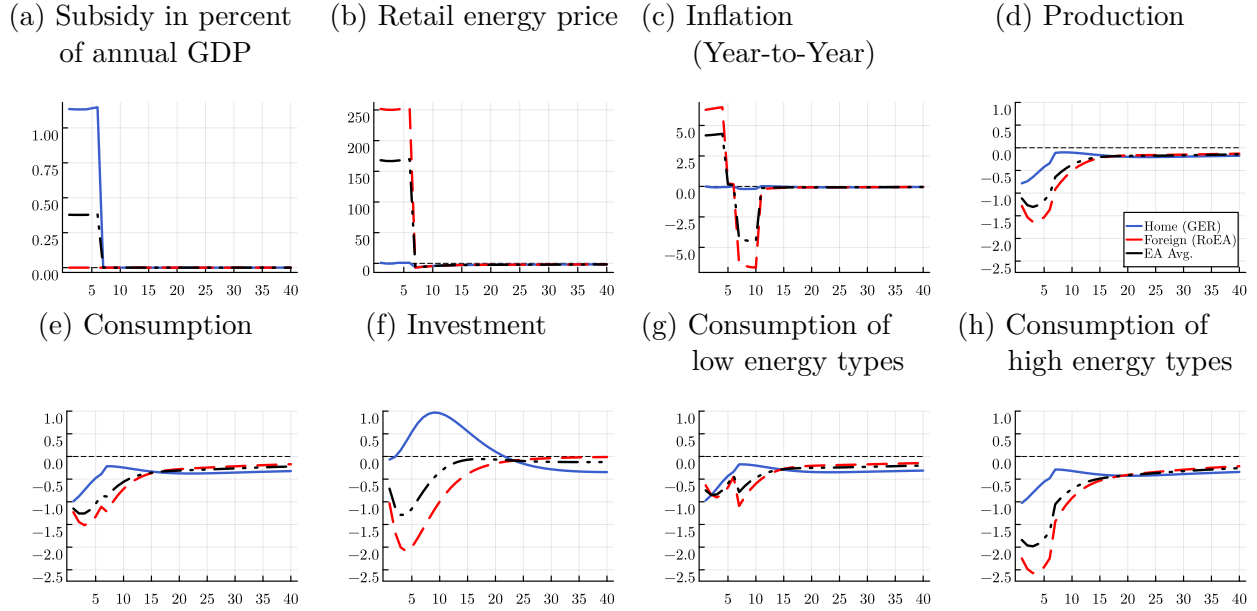 (a) Subsidy in percent
of annual GDP
(b) Retail energy price
(c) Inflation
(Year-to-Year)
(d) Production
1.00
0.75
0.50
0.25
0.00
5 10 15 20 25 30 35 40
250
200
150
100
50
0
5 10 15 20 25 30 35 40
5.0
2.5
0.0
−2.5
−5.0
5 10 15 20 25 30 35 40
1.0
0.5
0.0
−0.5
−1.0
−1.5
−2.0
−2.5
Home (GER)
Foreign (RoEA)
EA Avg.
5 10 15 20 25 30 35 40
(e) Consumption
(f) Investment
(g) Consumption of
low energy types
(h) Consumption of
high energy types
1.0
0.5
0.0
−0.5
−1.0
−1.5
−2.0
−2.5
5 10 15 20 25 30 35 40
1.0
0.5
0.0
−0.5
−1.0
−1.5
−2.0
−2.5
5 10 15 20 25 30 35 40
1.0
0.5
0.0
−0.5
−1.0
−1.5
−2.0
−2.5
5 10 15 20 25 30 35 40
1.0
0.5
0.0
−0.5
−1.0
−1.5
−2.0
−2.5
5 10 15 20 25 30 35 40